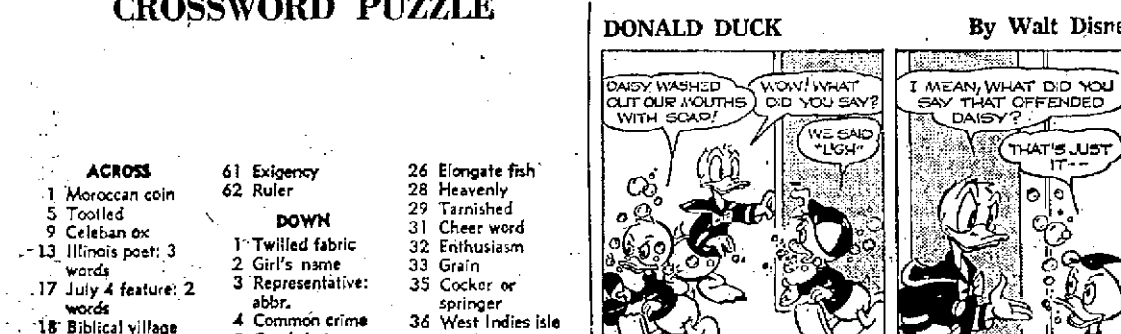 CROSSWORD PUZZLE
ACROSS
1 Moroccan coin
5 Tootled
9 Celeban ox
13 Illinois poet: 3
words
17 July 4 feature: 2
words
18 Biblical village
61 Exigency
62 Ruler
DOWN
1 Twilled fabric
2 Girl's name
3 Representative:
abbr.
4 Common crime
26 Elongate fish
28 Heavenly
29 Tarnished
31 Cheer word
32 Enthusiasm
33 Grain
35 Cocker or
springer
36 West Indies isle
DONALD DUCK
By Walt Disne
DAISY WASHED
OUT OUR MOUTHS
WITH SOAP!
WOW! WHAT
DID YOU SAY?
WE SAID
"UGH"
I MEAN, WHAT DID YOU
SAY THAT OFFENDED
DAISY?
THAT'S JUST
IT--